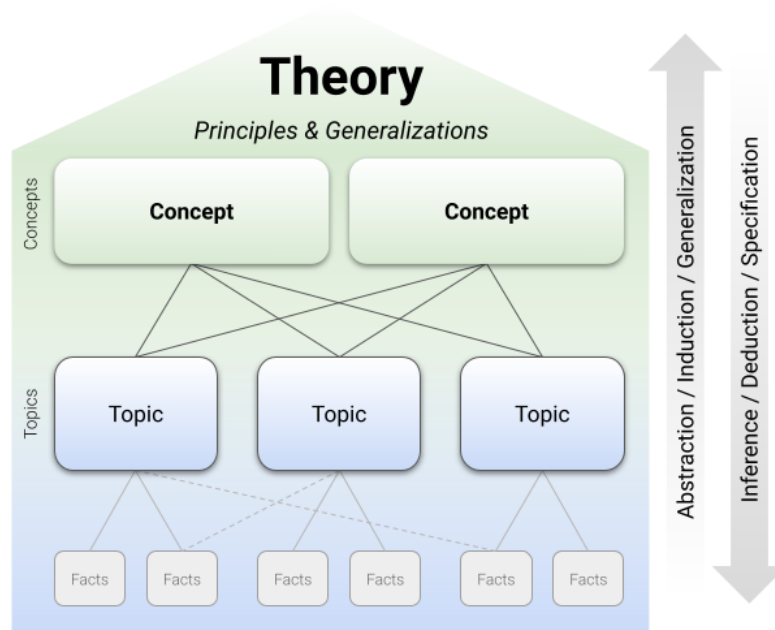 Theory
Principles & Generalizations
Concepts
Concept
Concept
Topics
Topic
Topic
Topic
Facts
Facts
Facts
Facts
Facts
Facts
Abstraction / Induction / Generalization
Inference / Deduction / Specification